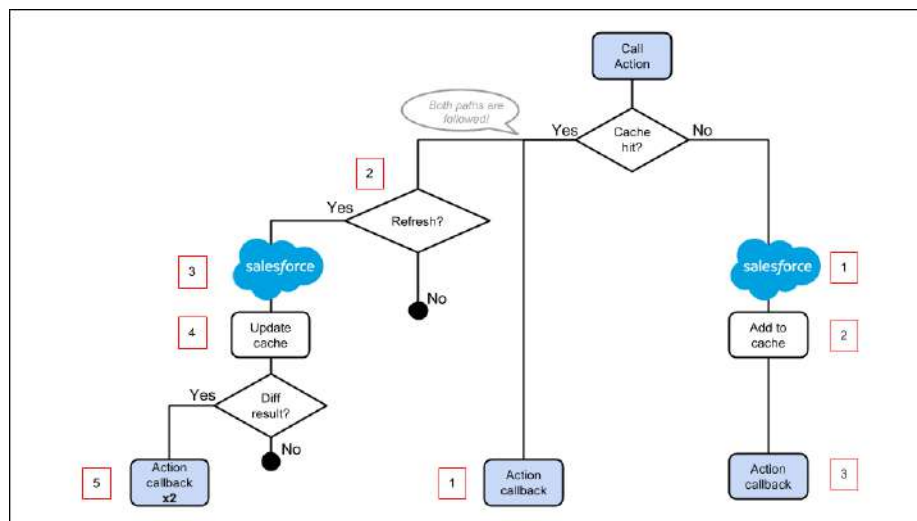 Call
Action
Both paths are
followed!
Yes
Cache
hit?
No
2
Yes
Refresh?
3
salesforce
salesforce
1
No
4
Update
cache
Add to
cache
2
Yes
Diff
result?
No
5
Action
callback
x2
1
Action
callback
Action
callback
3